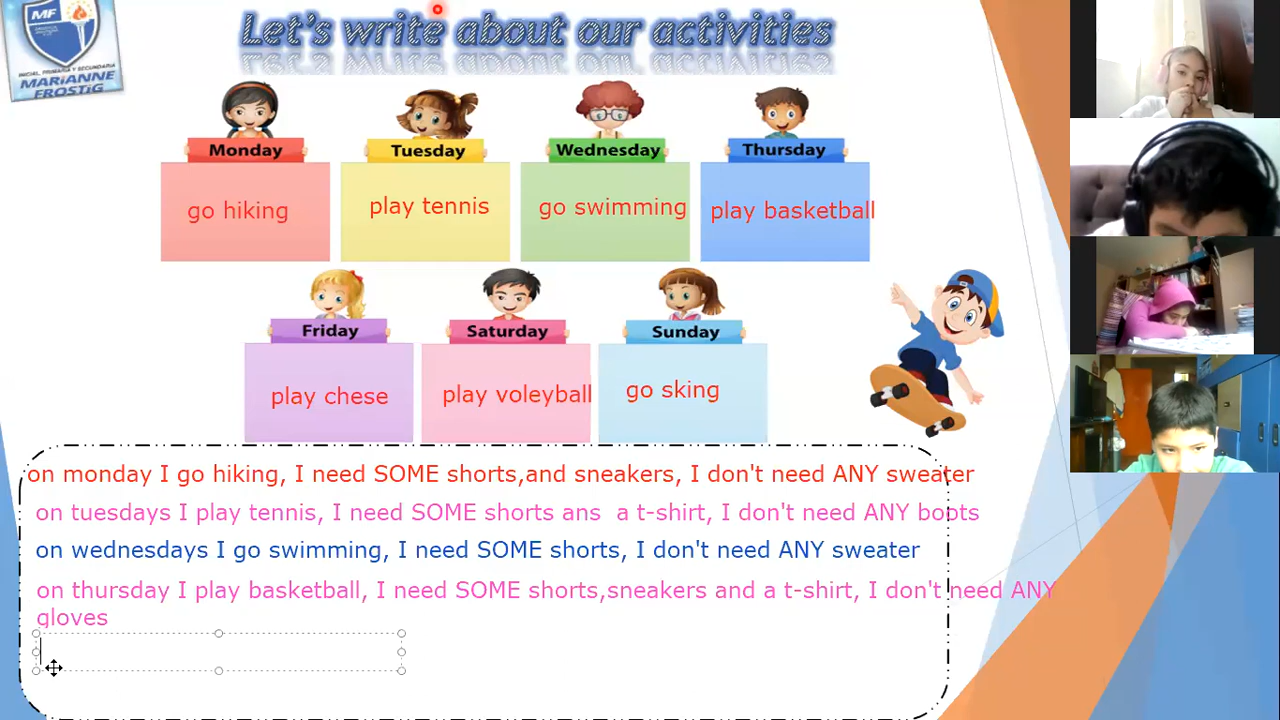 MF
INICIAL, PRIMARIA Y SECUNDARIA
MARIANNE
FROSTIG
Let's write about our activities
Monday
Tuesday
Wednesday
Thursday
go hiking
play tennis
go swimming
play basketball
Friday
Saturday
Sunday
play chese
play voleyball
go sking
on monday I go hiking, I need SOME shorts,and sneakers, I don't need ANY sweater
on tuesdays I play tennis, I need SOME shorts ans a t-shirt, I don't need ANY boots
on wednesdays I go swimming, I need SOME shorts, I don't need ANY sweater
on thursday I play basketball, I need SOME shorts,sneakers and a t-shirt, I don't need ANY
gloves